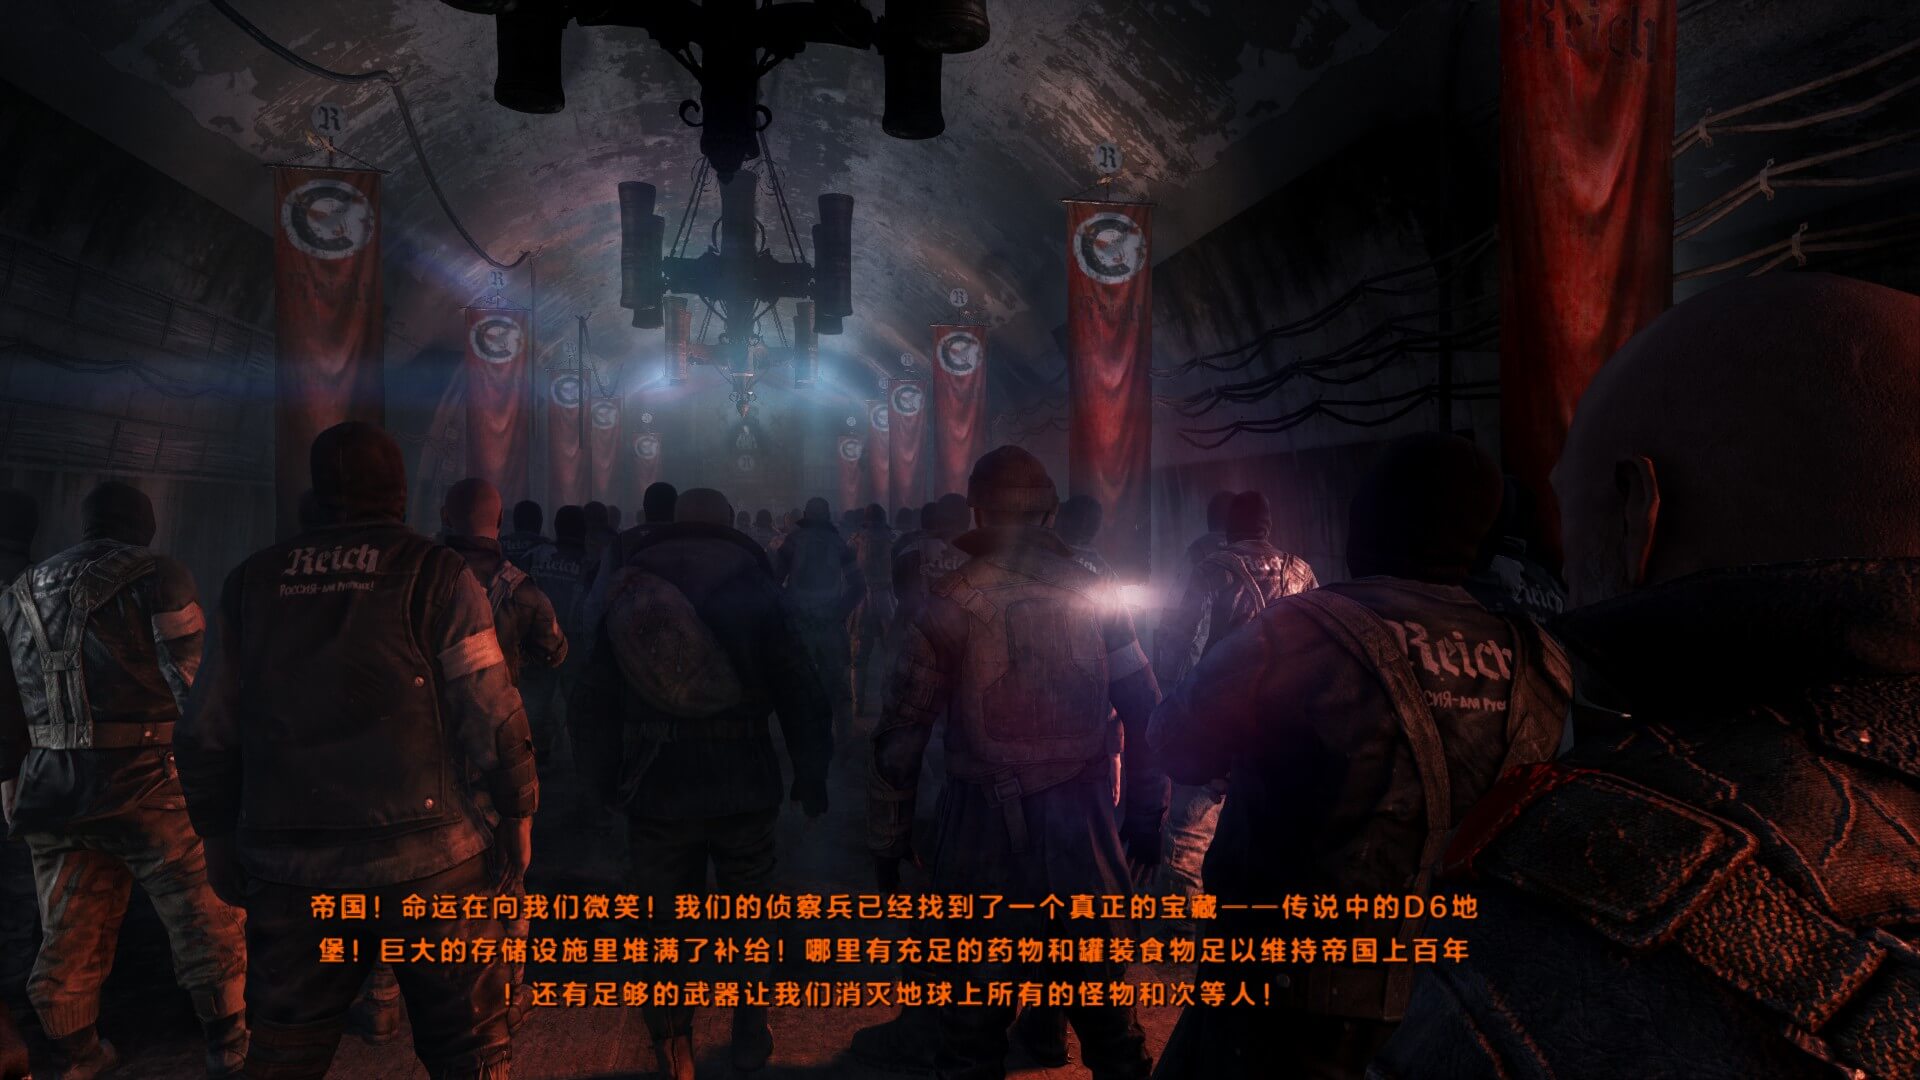 Reich
R
R
R
R
Reich
Россия-для Русских!
Reich
Reich
Reich
Reich
帝国！命运在向我们微笑！我们的侦察兵已经找到了一个真正的宝藏——传说中的D6地
堡！巨大的存储设施里堆满了补给！哪里有充足的药物和罐装食物足以维持帝国上百年
！还有足够的武器让我们消灭地球上所有的怪物和次等人！